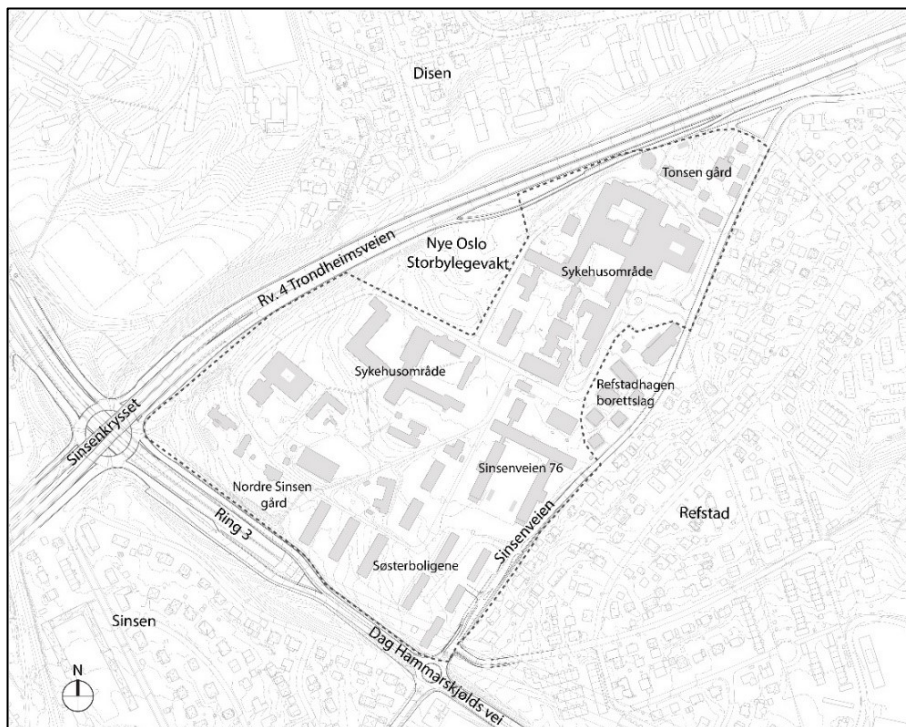 Disen
Tonsen gård
Rv. 4 Trondheimsveien
Nye Oslo
Storbylegevakt
Sykehusområde
Sykehusområde
Refstadhagen
borettslag
Sinsenkrysset
Sinsenveien 76
Nordre Sinsen
gård
Refstad
Ring 3
Sinsenveien
Søsterboligene
Sinsen
Dag Hammarskjølds vei
N